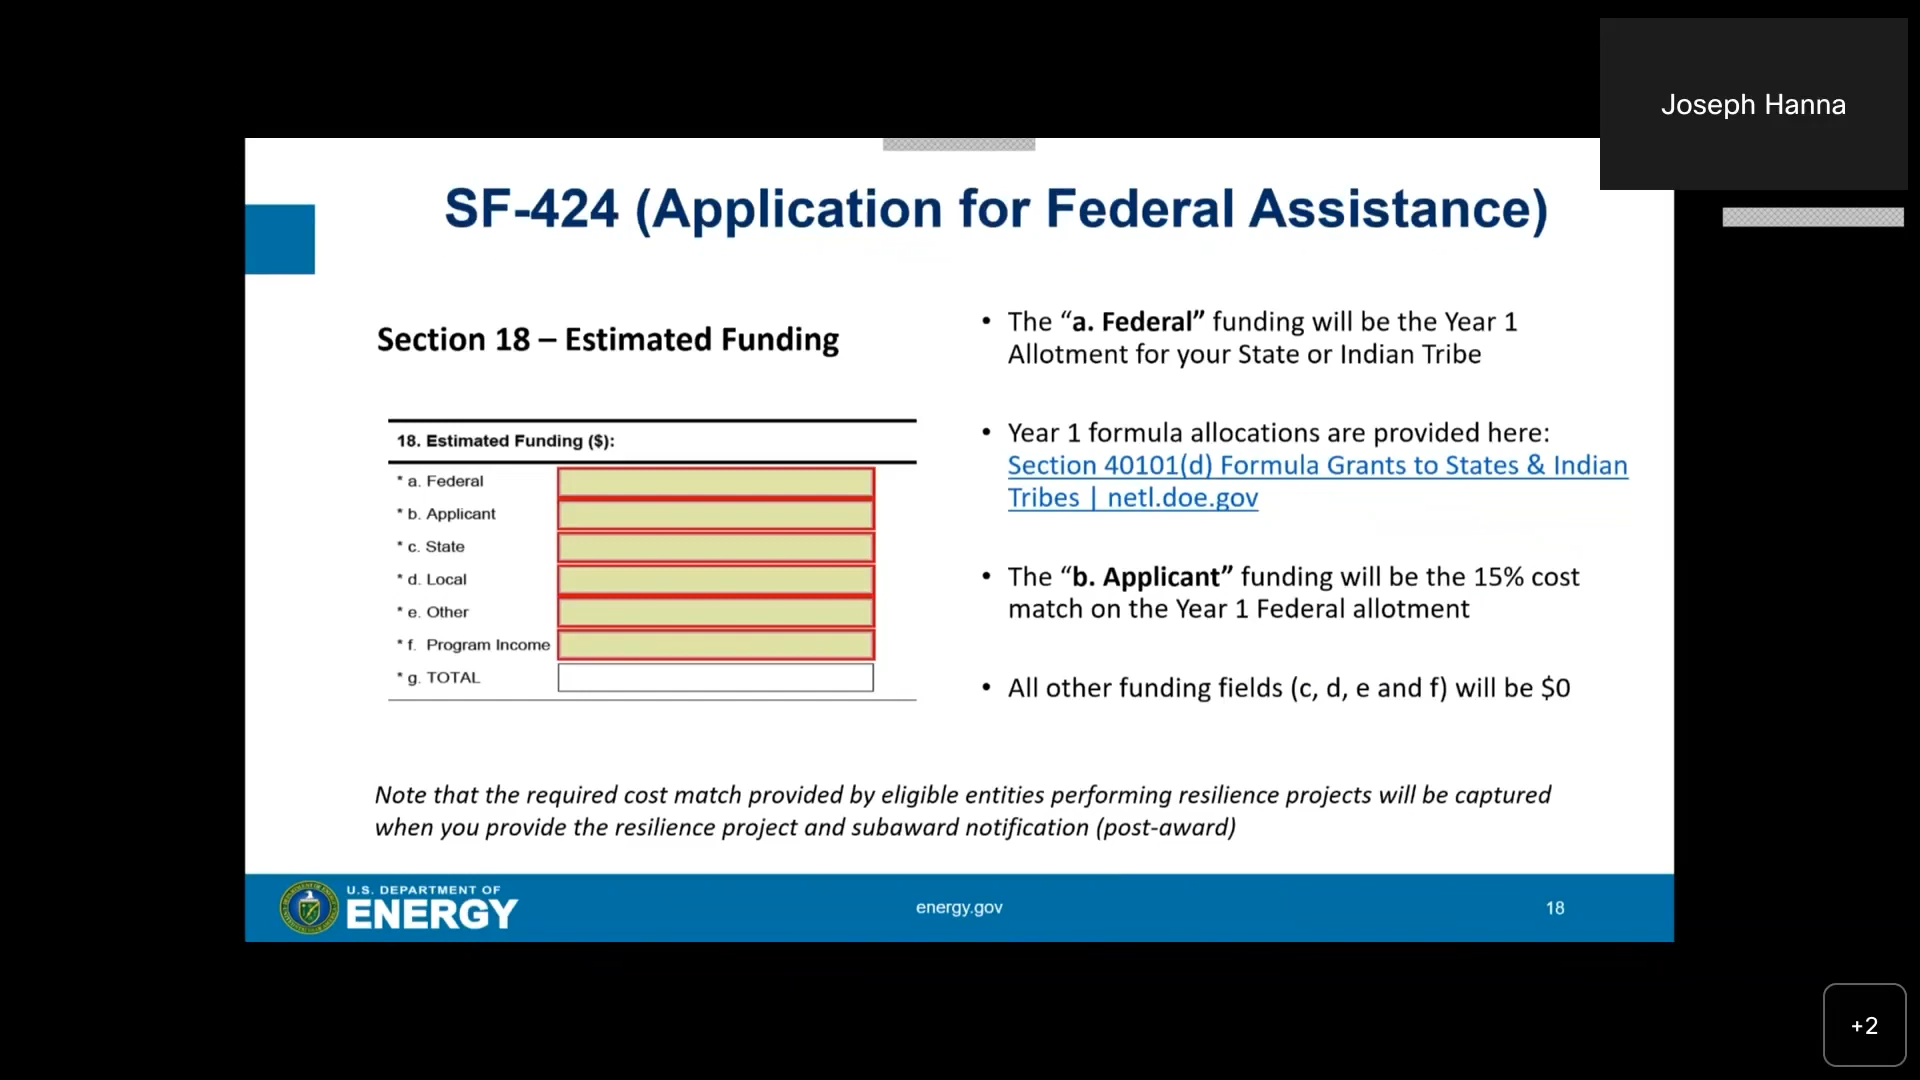 Joseph Hanna
SF-424 (Application for Federal Assistance)
Section 18 – Estimated Funding
18. Estimated Funding ($):
* a. Federal
* b. Applicant
* c. State
* d. Local
* e. Other
* f. Program Income
* g. TOTAL
• The “a. Federal” funding will be the Year 1
Allotment for your State or Indian Tribe
• Year 1 formula allocations are provided here:
Section 40101(d) Formula Grants to States & Indian
Tribes | netl.doe.gov
• The “b. Applicant” funding will be the 15% cost
match on the Year 1 Federal allotment
• All other funding fields (c, d, e and f) will be $0
Note that the required cost match provided by eligible entities performing resilience projects will be captured
when you provide the resilience project and subaward notification (post-award)
U.S. DEPARTMENT OF
ENERGY
energy.gov
18
+2